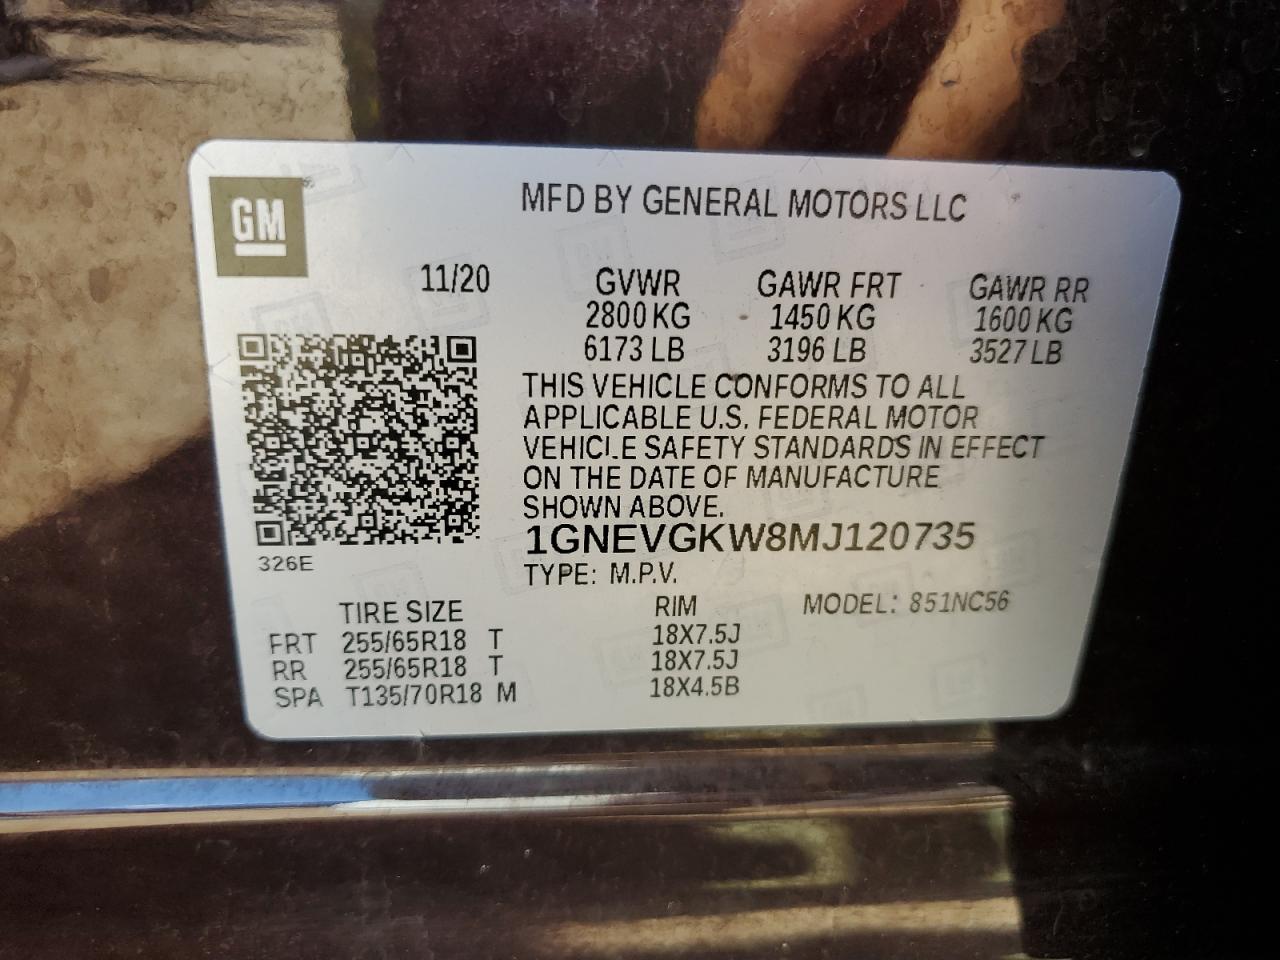 GM
MFD BY GENERAL MOTORS LLC
11/20 GVWR GAWR FRT GAWR RR
2800 KG 1450 KG 1600 KG
6173 LB 3196 LB 3527 LB
THIS VEHICLE CONFORMS TO ALL
APPLICABLE U.S. FEDERAL MOTOR
VEHICLE SAFETY STANDARDS IN EFFECT
ON THE DATE OF MANUFACTURE
SHOWN ABOVE.
1GNEVGKW8MJ120735
326E
TYPE: M.P.V.
TIRE SIZE RIM MODEL: 851NC56
FRT 255/65R18 T 18X7.5J
RR 255/65R18 T 18X7.5J
SPA T135/70R18 M 18X4.5B